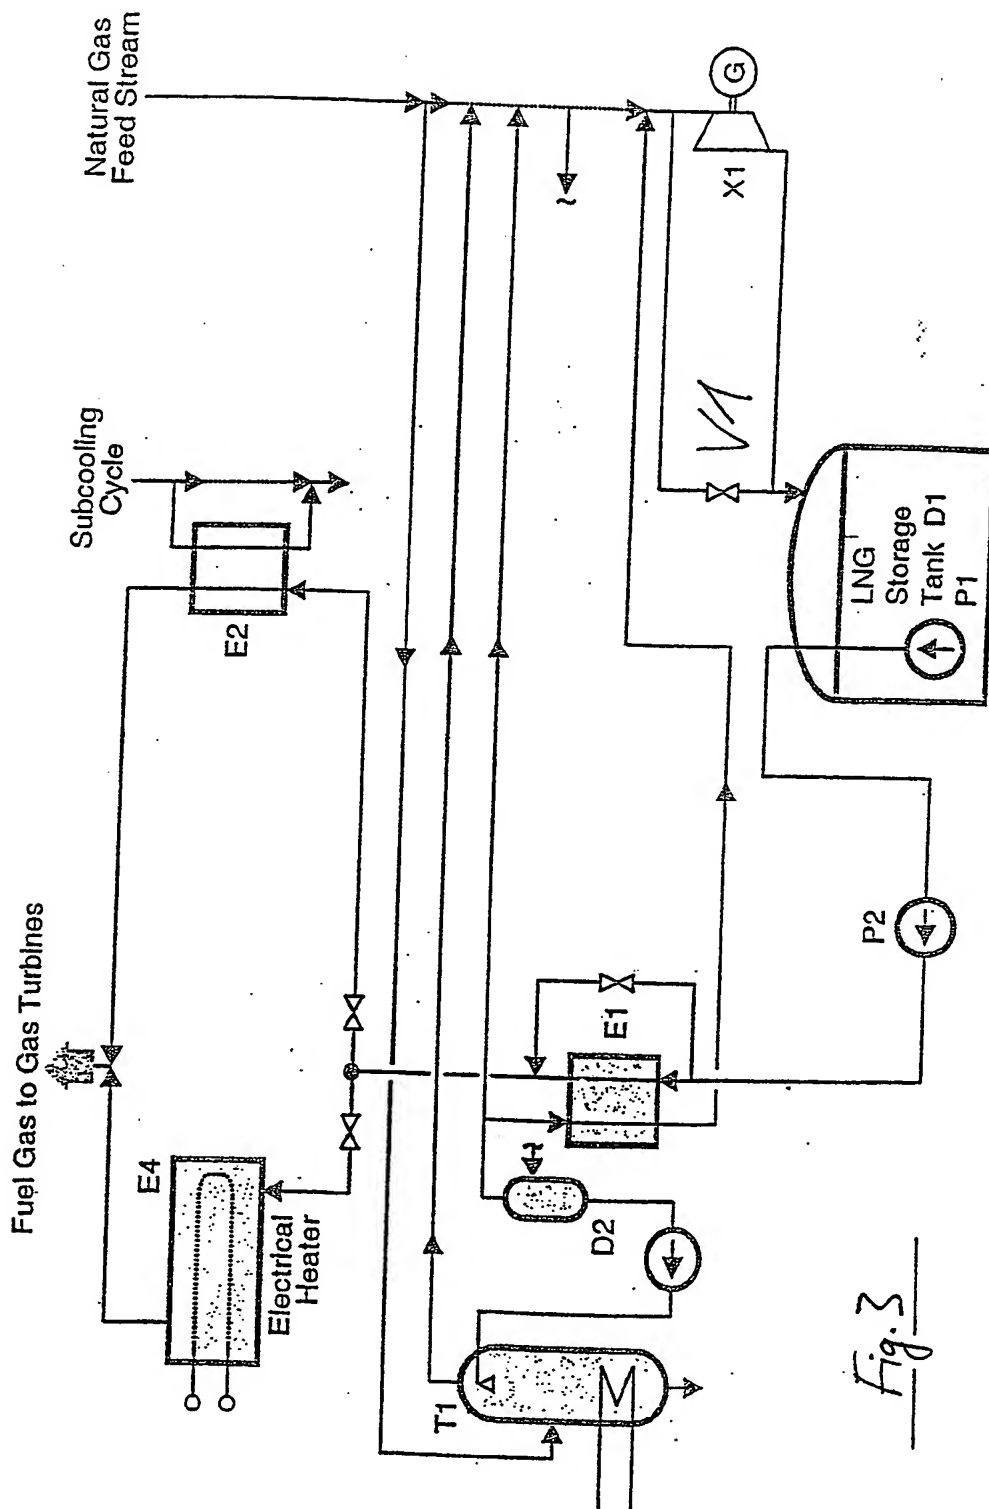 Fuel Gas to Gas Turbines
E4
Electrical
Heater
Subcooling
Cycle
E2
Natural Gas
Feed Stream
T1
D2
E1
P2
V1
X1
G
LNG
Storage
Tank D1
P1
Fig. 3